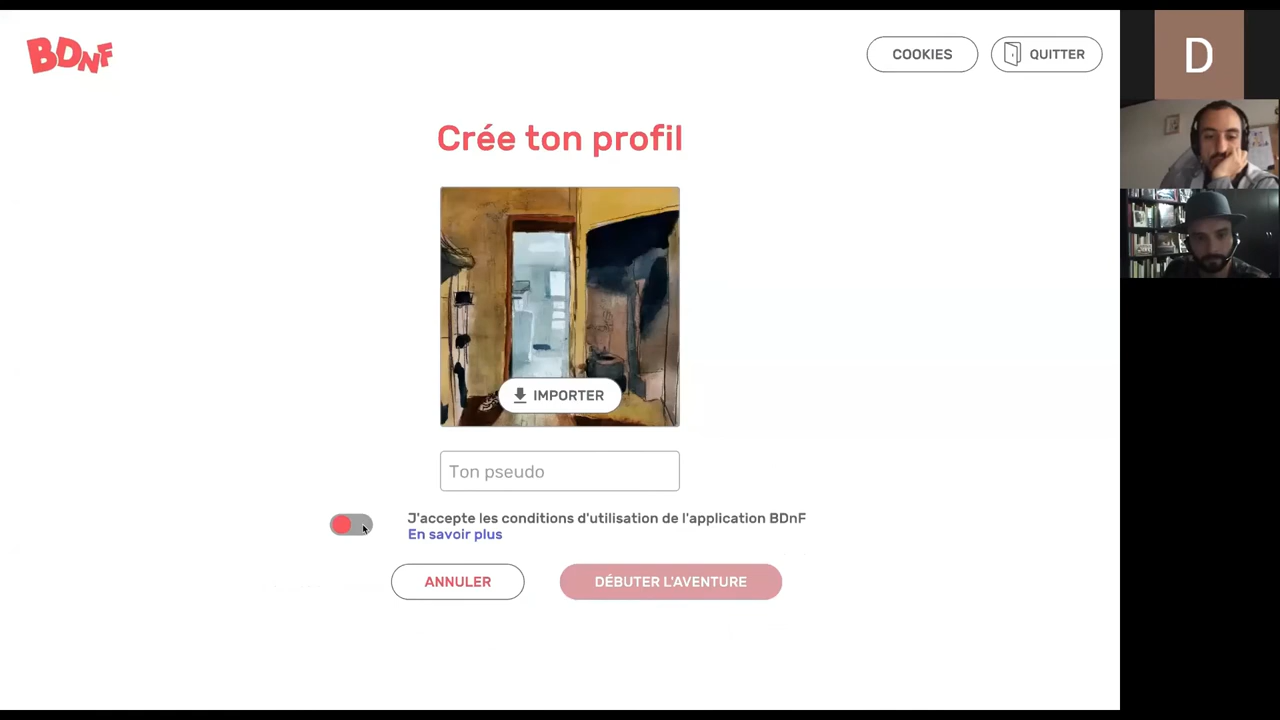 BDnF
COOKIES
QUITTER
D
Crée ton profil
IMPORTER
Ton pseudo
J'accepte les conditions d'utilisation de l'application BDnF
En savoir plus
ANNULER
DÉBUTER L'AVENTURE